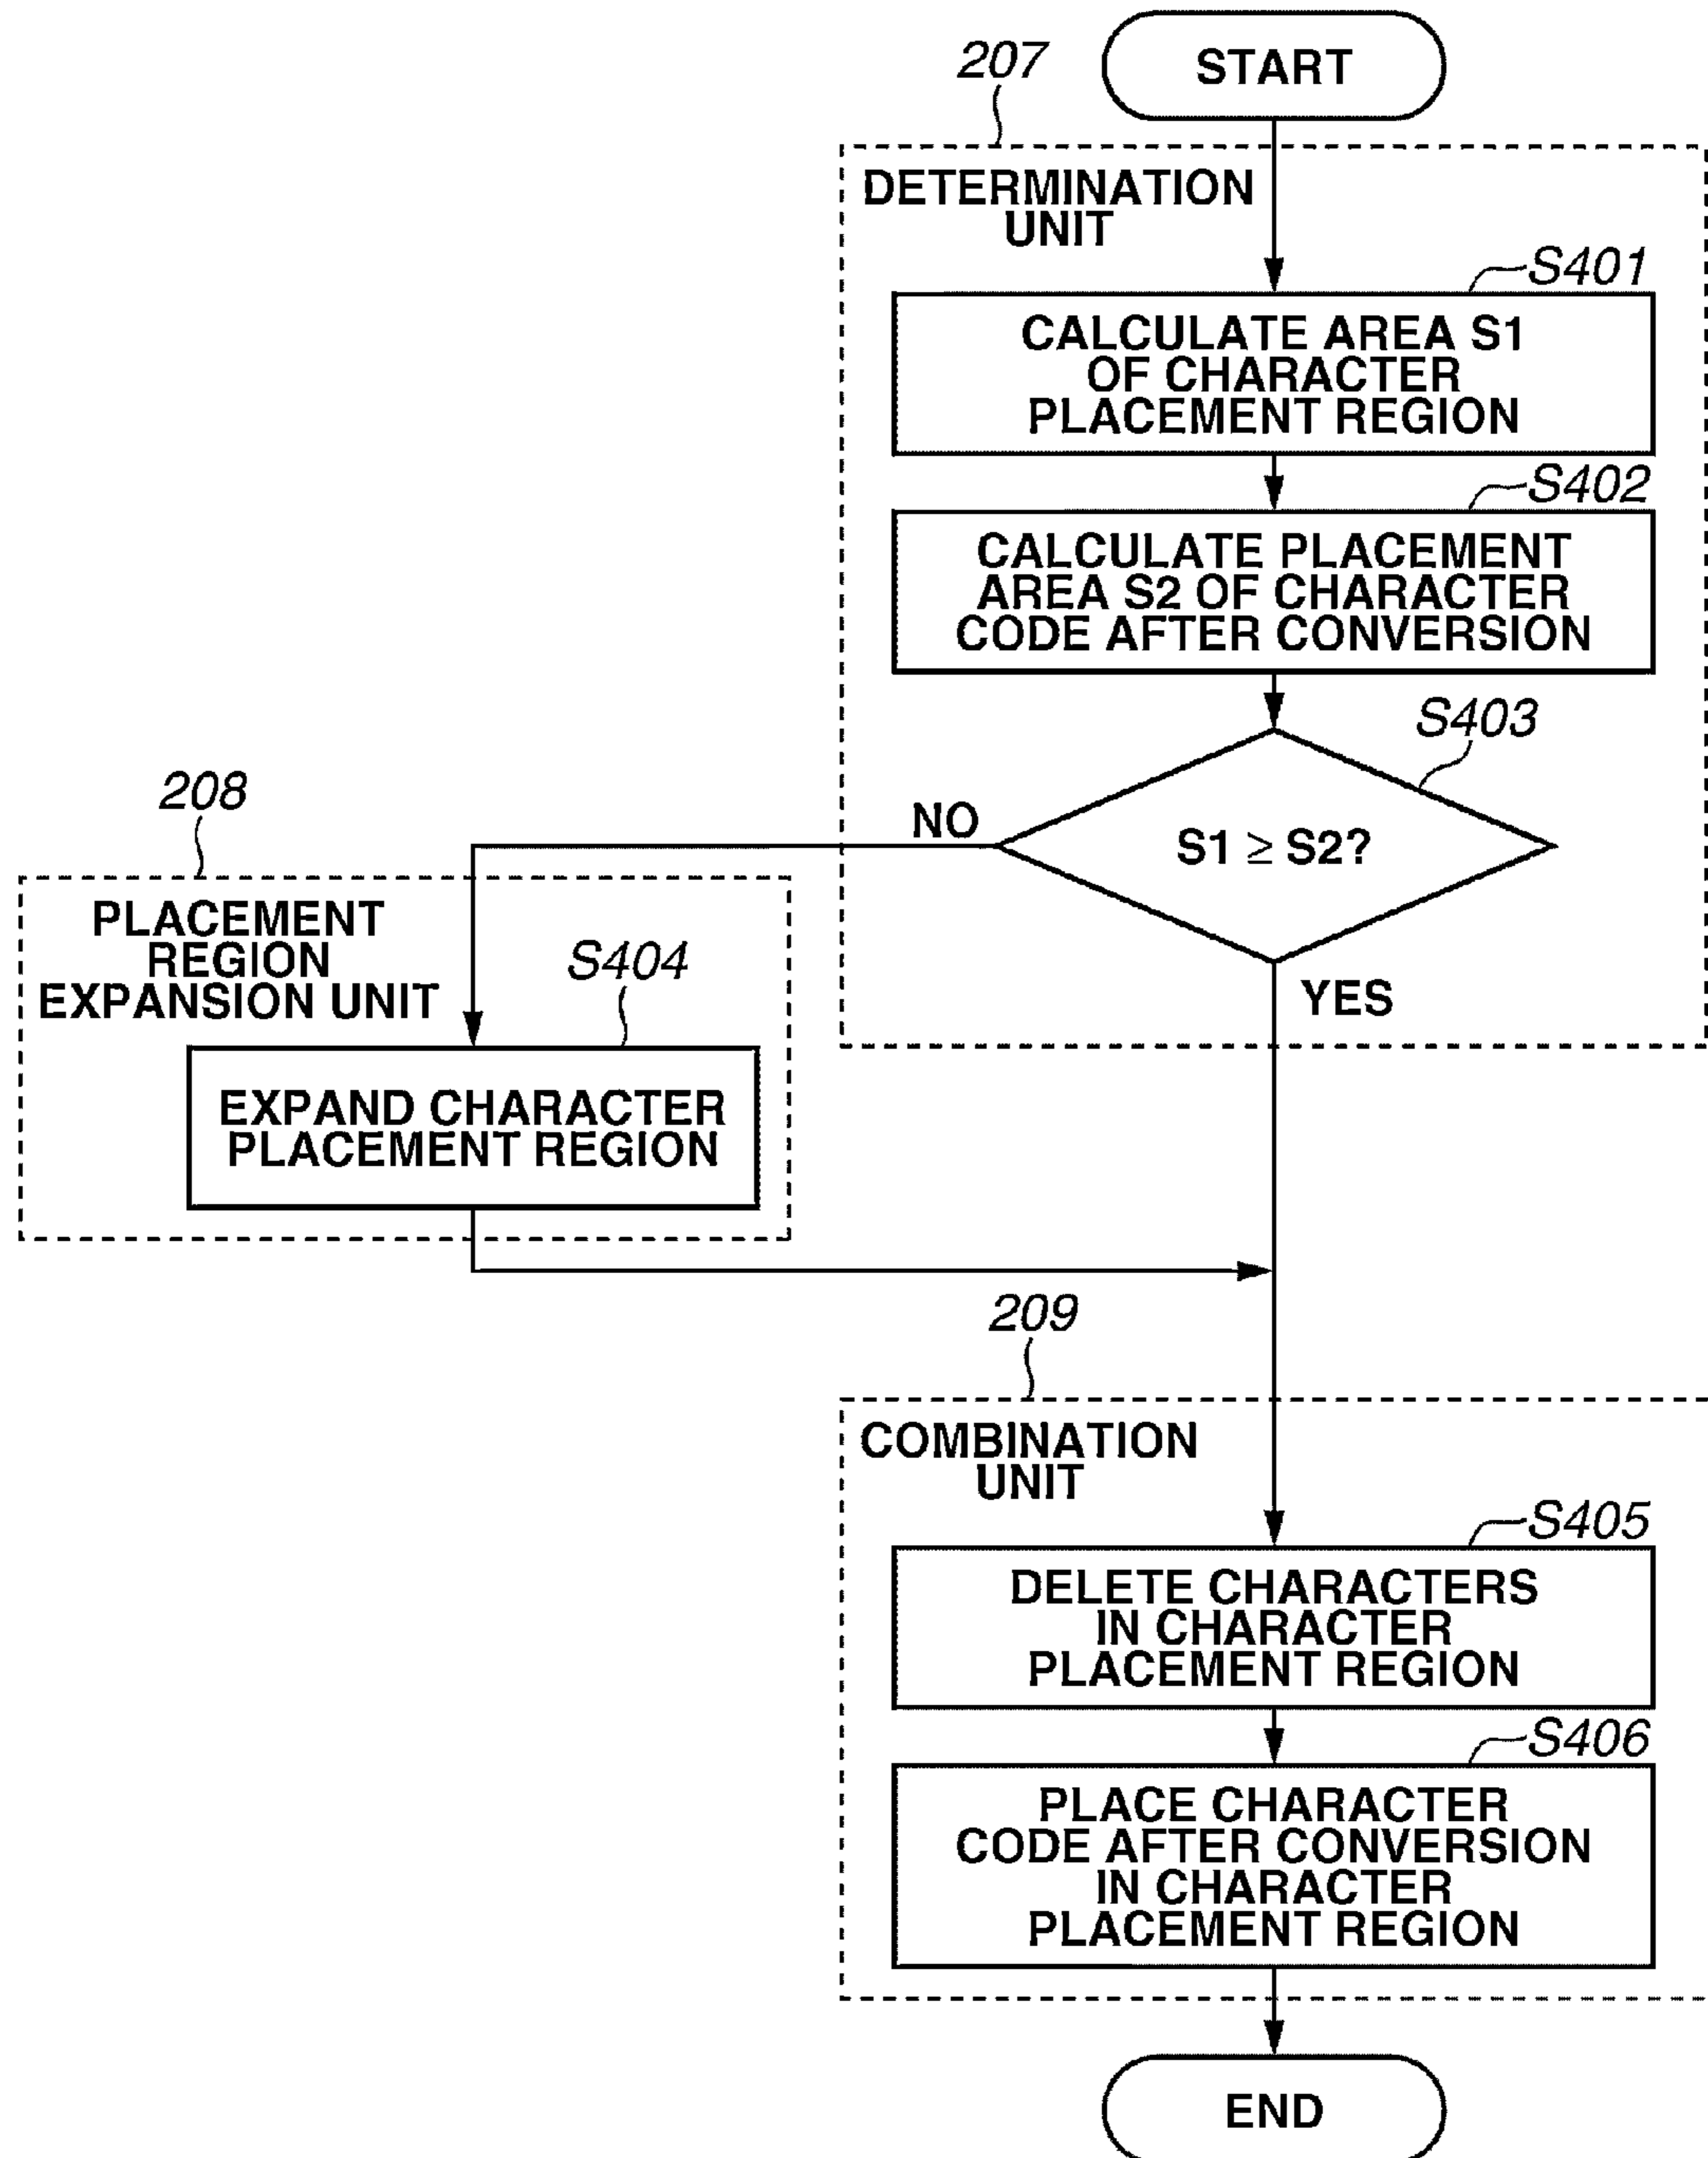 START
207
DETERMINATION
UNIT
S401
CALCULATE AREA S1
OF CHARACTER
PLACEMENT REGION
S402
CALCULATE PLACEMENT
AREA S2 OF CHARACTER
CODE AFTER CONVERSION
S403
S1 ≥ S2?
NO
YES
208
PLACEMENT
REGION
EXPANSION UNIT
S404
EXPAND CHARACTER
PLACEMENT REGION
209
COMBINATION
UNIT
S405
DELETE CHARACTERS
IN CHARACTER
PLACEMENT REGION
S406
PLACE CHARACTER
CODE AFTER CONVERSION
IN CHARACTER
PLACEMENT REGION
END